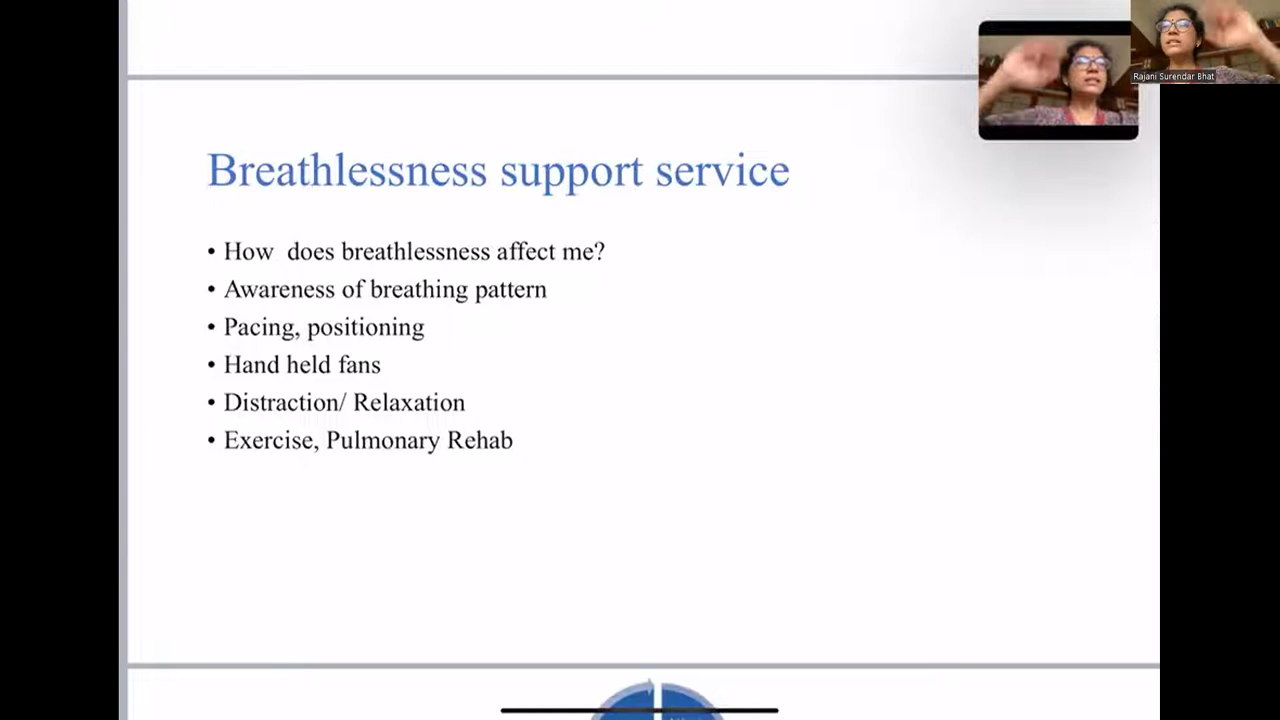 Rajani Surendar Bhat
Breathlessness support service
• How does breathlessness affect me?
• Awareness of breathing pattern
• Pacing, positioning
• Hand held fans
• Distraction/ Relaxation
• Exercise, Pulmonary Rehab